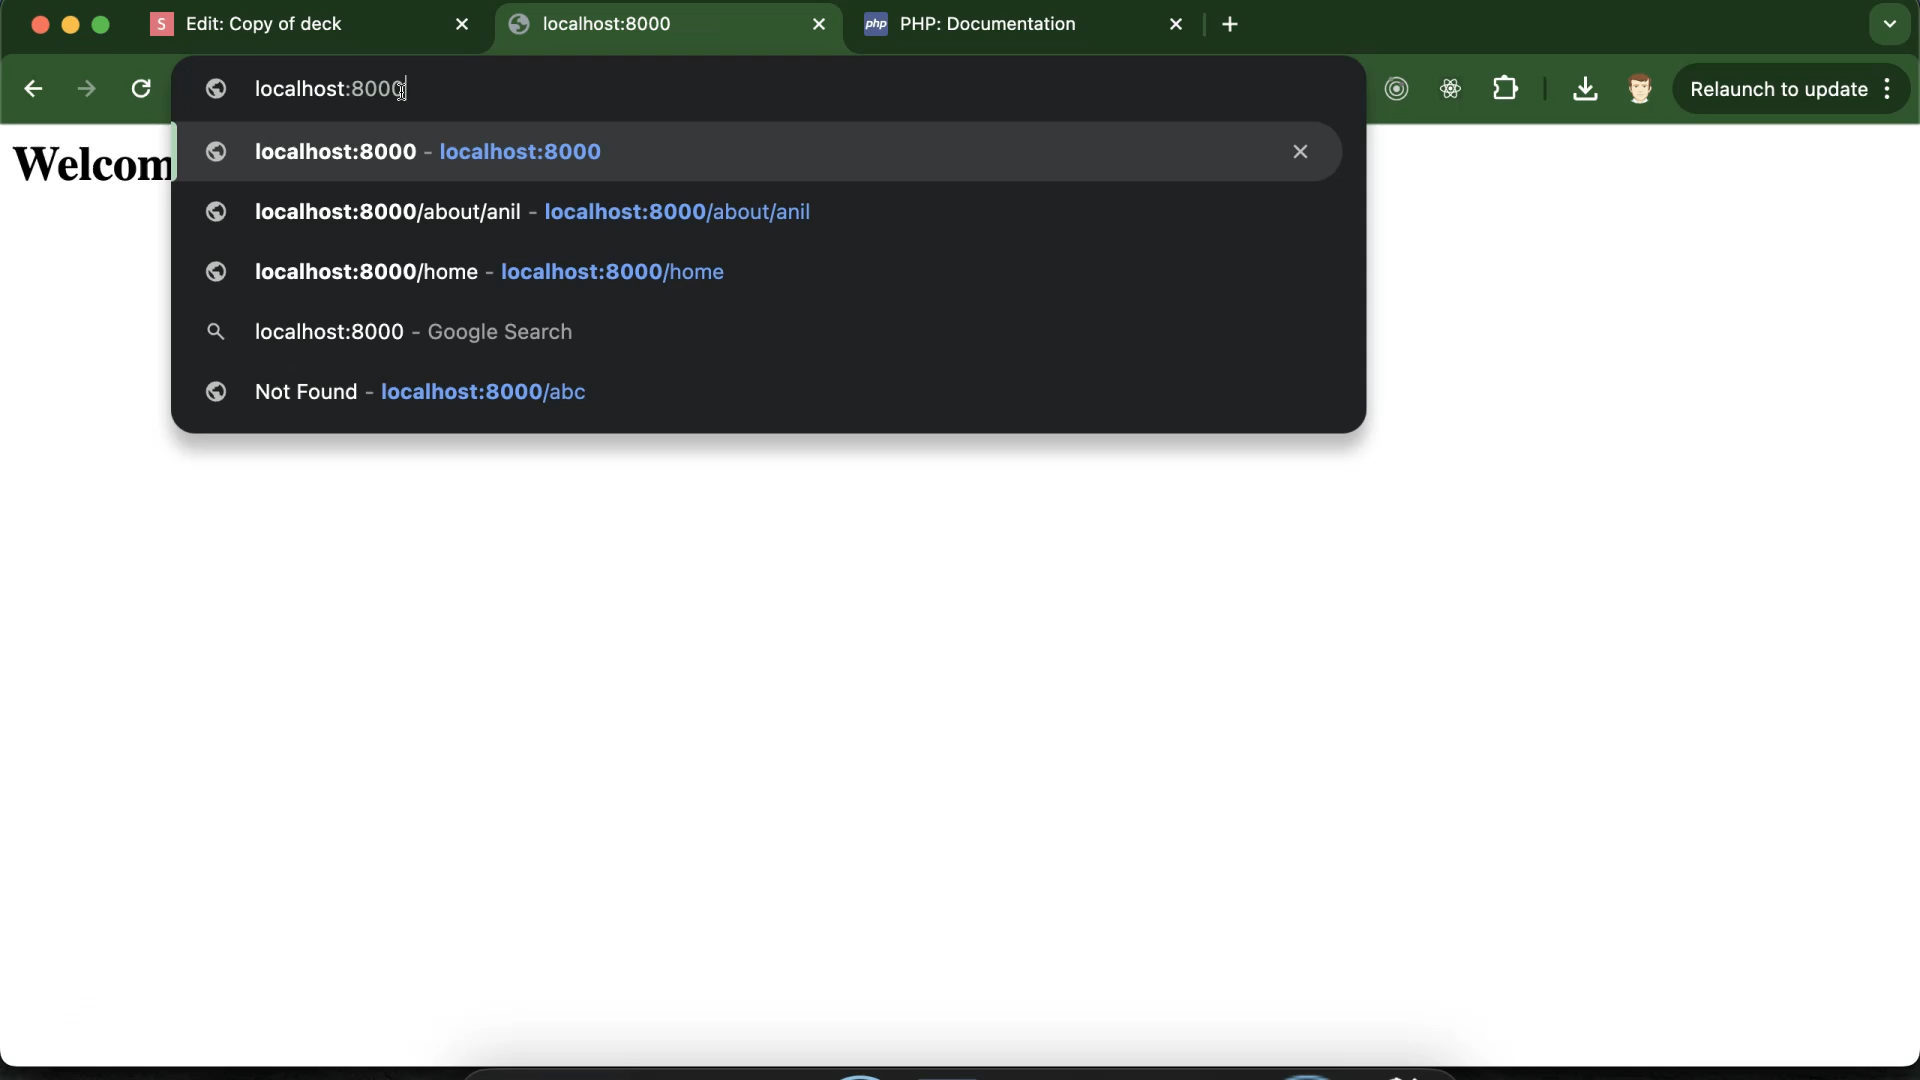 S Edit: Copy of deck
localhost:8000
php PHP: Documentation
localhost:8000
Relaunch to update
Welcom
localhost:8000 - localhost:8000
localhost:8000/about/anil - localhost:8000/about/anil
localhost:8000/home - localhost:8000/home
localhost:8000 - Google Search
Not Found - localhost:8000/abc